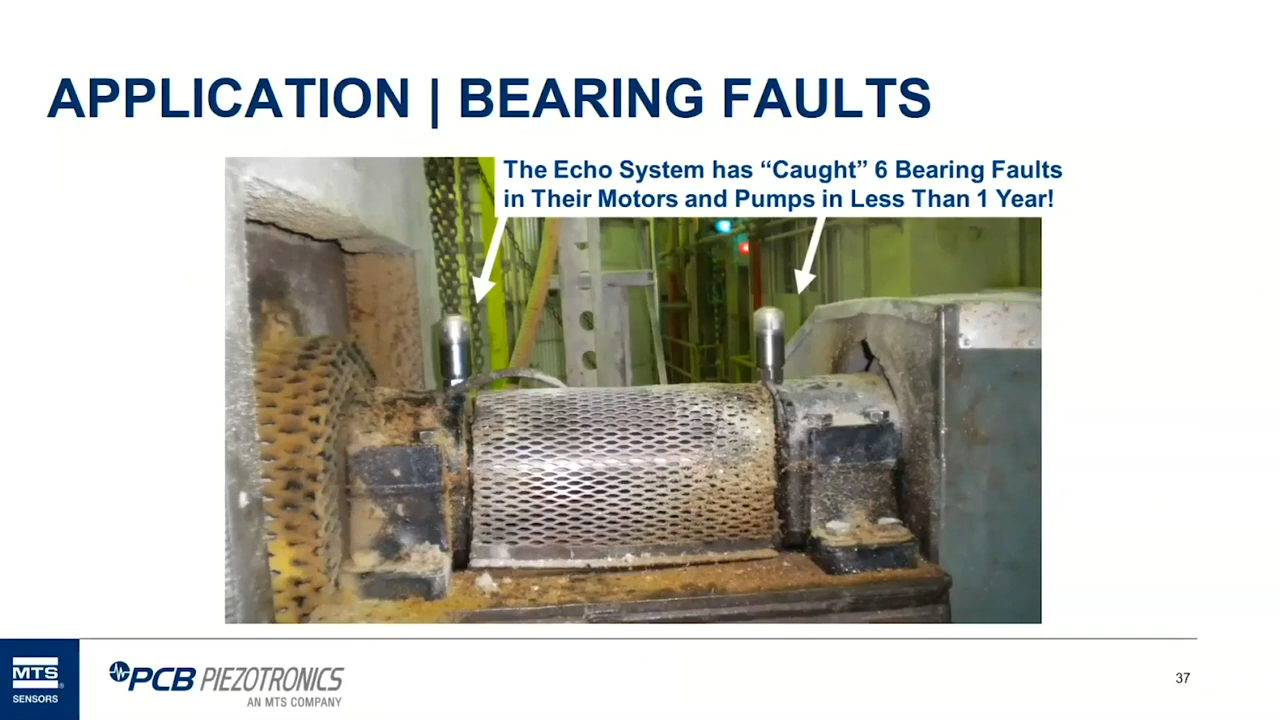 APPLICATION | BEARING FAULTS
The Echo System has “Caught” 6 Bearing Faults
in Their Motors and Pumps in Less Than 1 Year!
MTS
SENSORS
PCB PIEZOTRONICS
AN MTS COMPANY
37